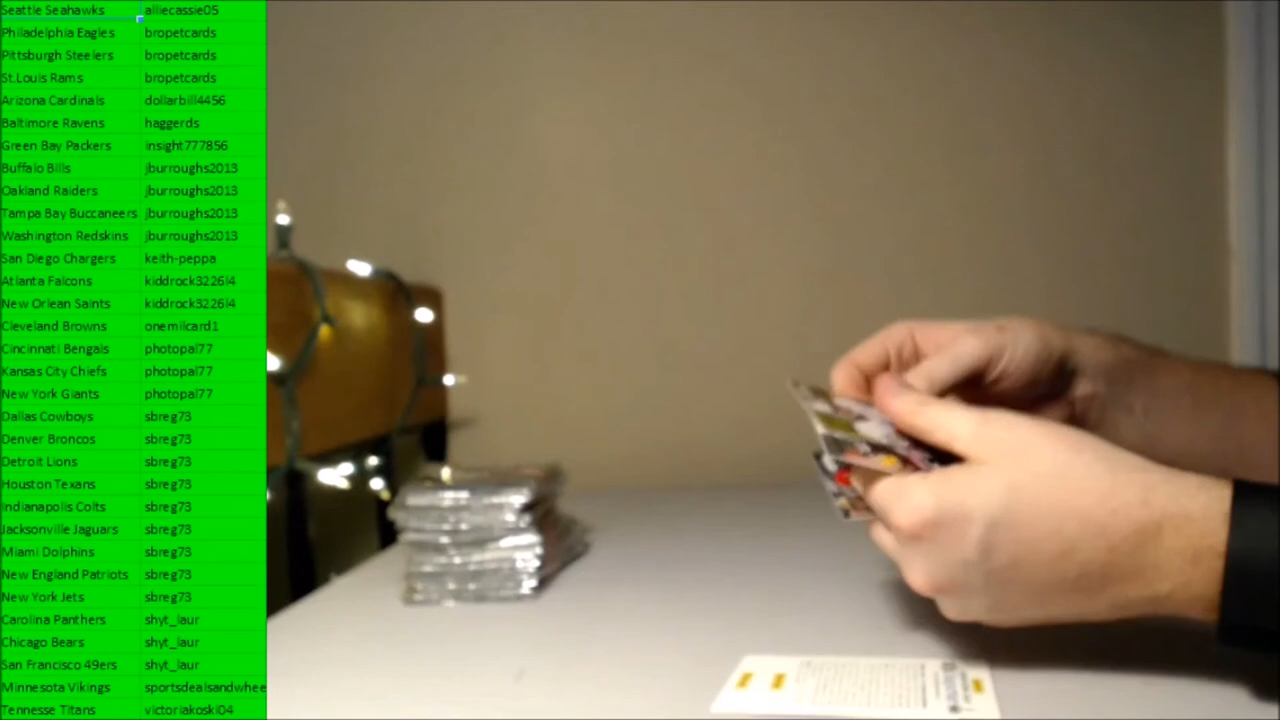 Seattle Seahawks alliecassie05
Philadelphia Eagles bropetcards
Pittsburgh Steelers bropetcards
St.Louis Rams bropetcards
Arizona Cardinals dollarbill4456
Baltimore Ravens haggerds
Green Bay Packers insight777856
Buffalo Bills jburroughs2013
Oakland Raiders jburroughs2013
Tampa Bay Buccaneers jburroughs2013
Washington Redskins jburroughs2013
San Diego Chargers keith-peppa
Atlanta Falcons kiddrock322614
New Orlean Saints kiddrock322614
Cleveland Browns onemilcard1
Cincinnati Bengals photopal77
Kansas City Chiefs photopal77
New York Giants photopal77
Dallas Cowboys sbreg73
Denver Broncos sbreg73
Detroit Lions sbreg73
Houston Texans sbreg73
Indianapolis Colts sbreg73
Jacksonville Jaguars sbreg73
Miami Dolphins sbreg73
New England Patriots sbreg73
New York Jets sbreg73
Carolina Panthers shyt_laur
Chicago Bears shyt_laur
San Francisco 49ers shyt_laur
Minnesota Vikings sportsdealsandwhee
Tennesse Titans victoriakoski04